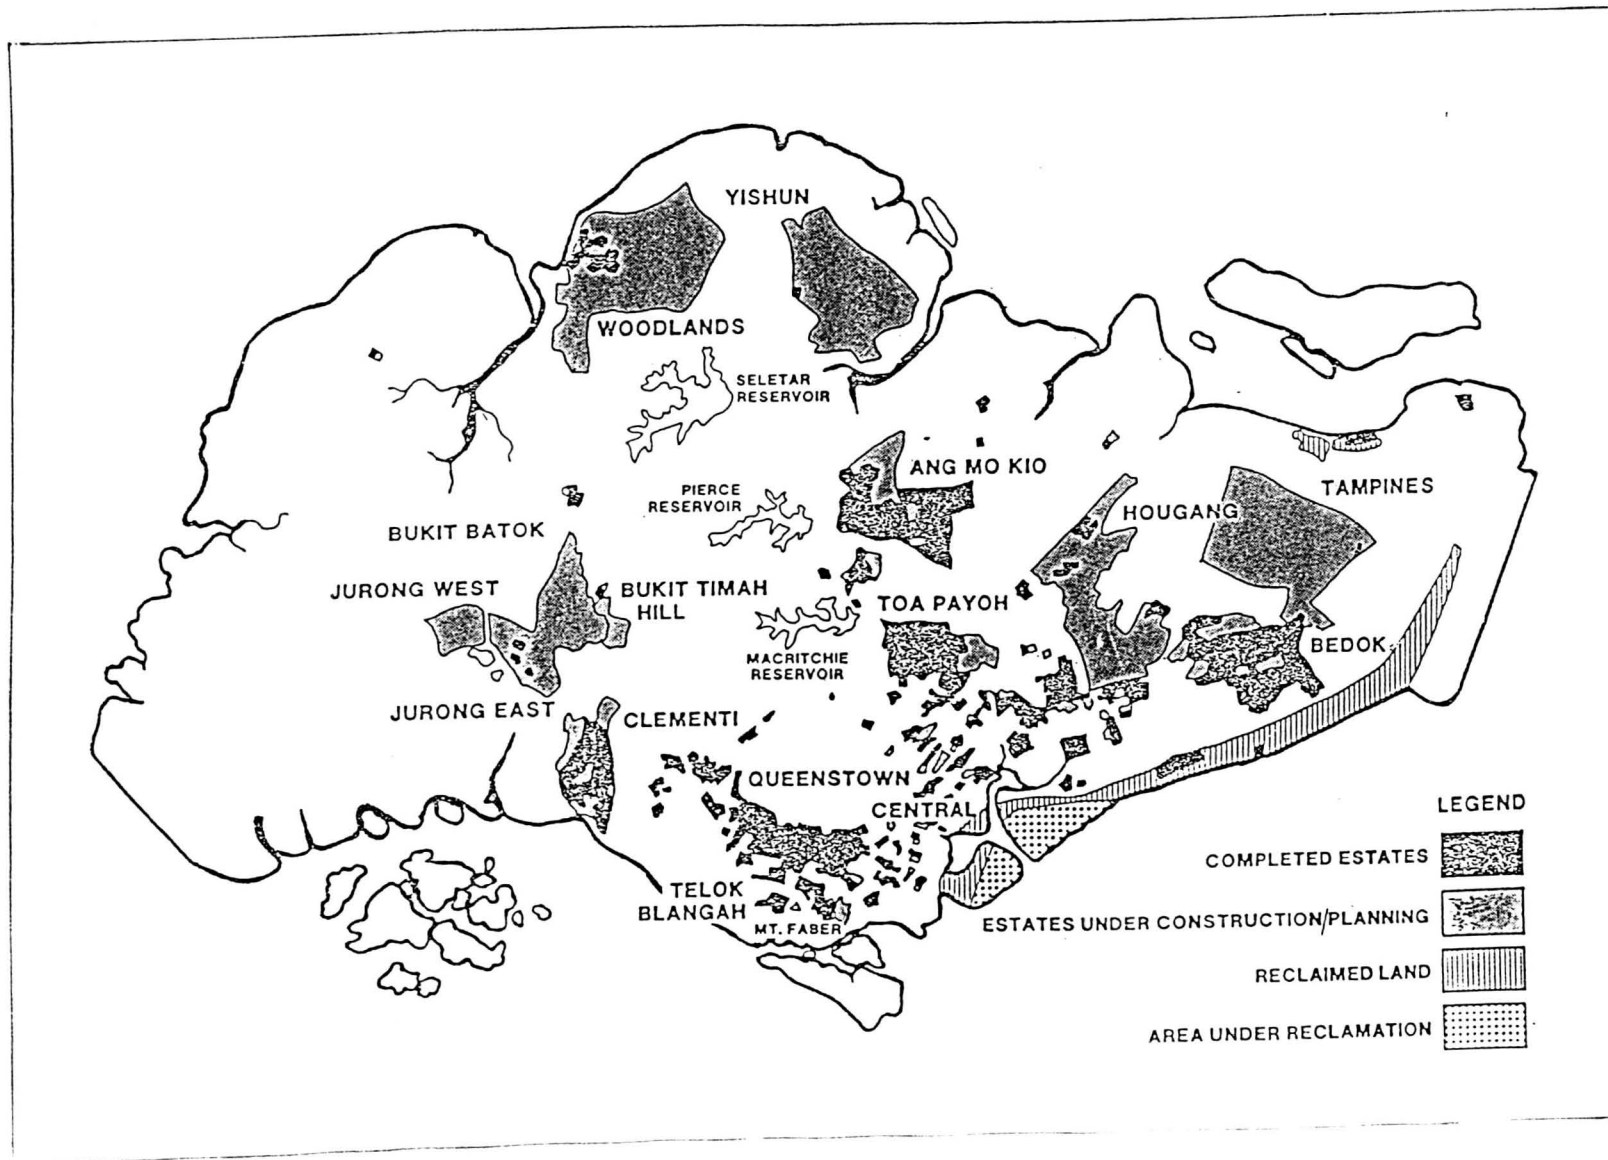 YISHUN
WOODLANDS
SELETAR
RESERVOIR
ANG MO KIO
PIERCE
RESERVOIR
TAMPINES
HOUGANG
BUKIT BATOK
JURONG WEST
BUKIT TIMAH
HILL
TOA PAYOH
BEDOK
MACRITCHIE
RESERVOIR
JURONG EAST
CLEMENTI
QUEENSTOWN
CENTRAL
TELOK
BLANGAH
MT. FABER
LEGEND
COMPLETED ESTATES
ESTATES UNDER CONSTRUCTION/PLANNING
RECLAIMED LAND
AREA UNDER RECLAMATION